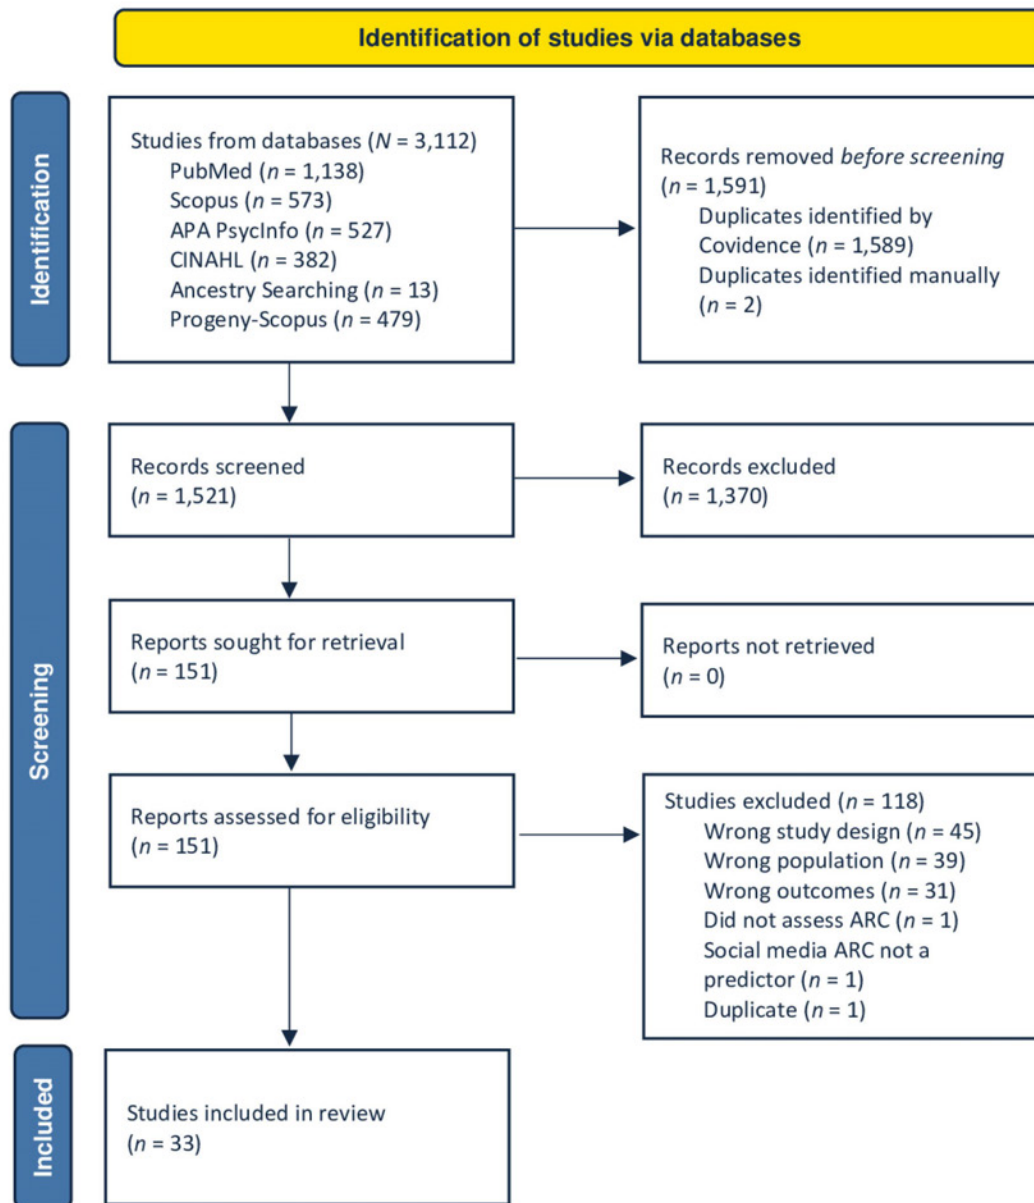 Identification of studies via databases
Identification
Studies from databases (N = 3,112)
PubMed (n = 1,138)
Scopus (n = 573)
APA PsycInfo (n = 527)
CINAHL (n = 382)
Ancestry Searching (n = 13)
Progeny-Scopus (n = 479)
Records removed before screening
(n = 1,591)
Duplicates identified by
Covidence (n = 1,589)
Duplicates identified manually
(n = 2)
Screening
Records screened
(n = 1,521)
Records excluded
(n = 1,370)
Reports sought for retrieval
(n = 151)
Reports not retrieved
(n = 0)
Reports assessed for eligibility
(n = 151)
Studies excluded (n = 118)
Wrong study design (n = 45)
Wrong population (n = 39)
Wrong outcomes (n = 31)
Did not assess ARC (n = 1)
Social media ARC not a
predictor (n = 1)
Duplicate (n = 1)
Included
Studies included in review
(n = 33)